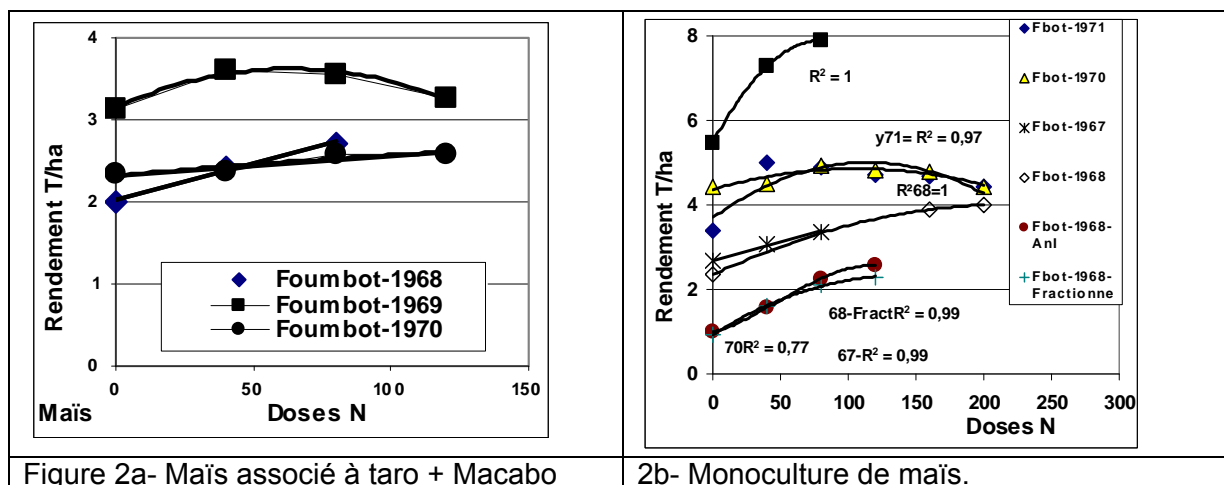 4
3
2
1
0
Rendement T/ha
Foumbot-1968
Foumbot-1969
Foumbot-1970
0 50 100 150
Maïs Doses N
8
6
4
2
0
Rendement T/ha
R² = 1
y71= R² = 0,97
R²68=1
68-FractR² = 0,99
70R² = 0,77
67-R² = 0,99
0 50 100 150 200 250 300
Doses N
Fbot-1971
Fbot-1970
Fbot-1967
Fbot-1968
Fbot-1968-
Anl
Fbot-1968-
Fractionne
Figure 2a- Maïs associé à taro + Macabo
2b- Monoculture de maïs.